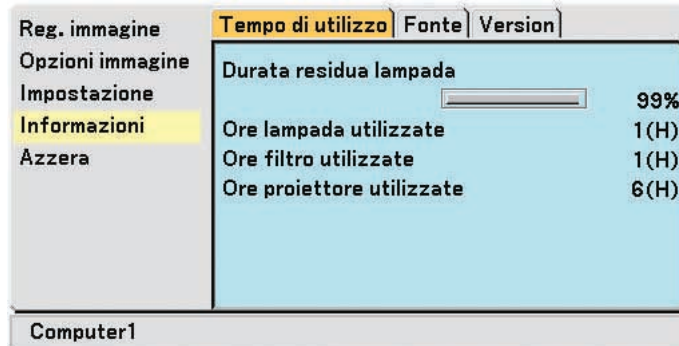 Reg. immagine
Opzioni immagine
Impostazione
Informazioni
Azzera
Tempo di utilizzo Fonte Version
Durata residua lampada
99%
Ore lampada utilizzate 1(H)
Ore filtro utilizzate 1(H)
Ore proiettore utilizzate 6(H)
Computer1